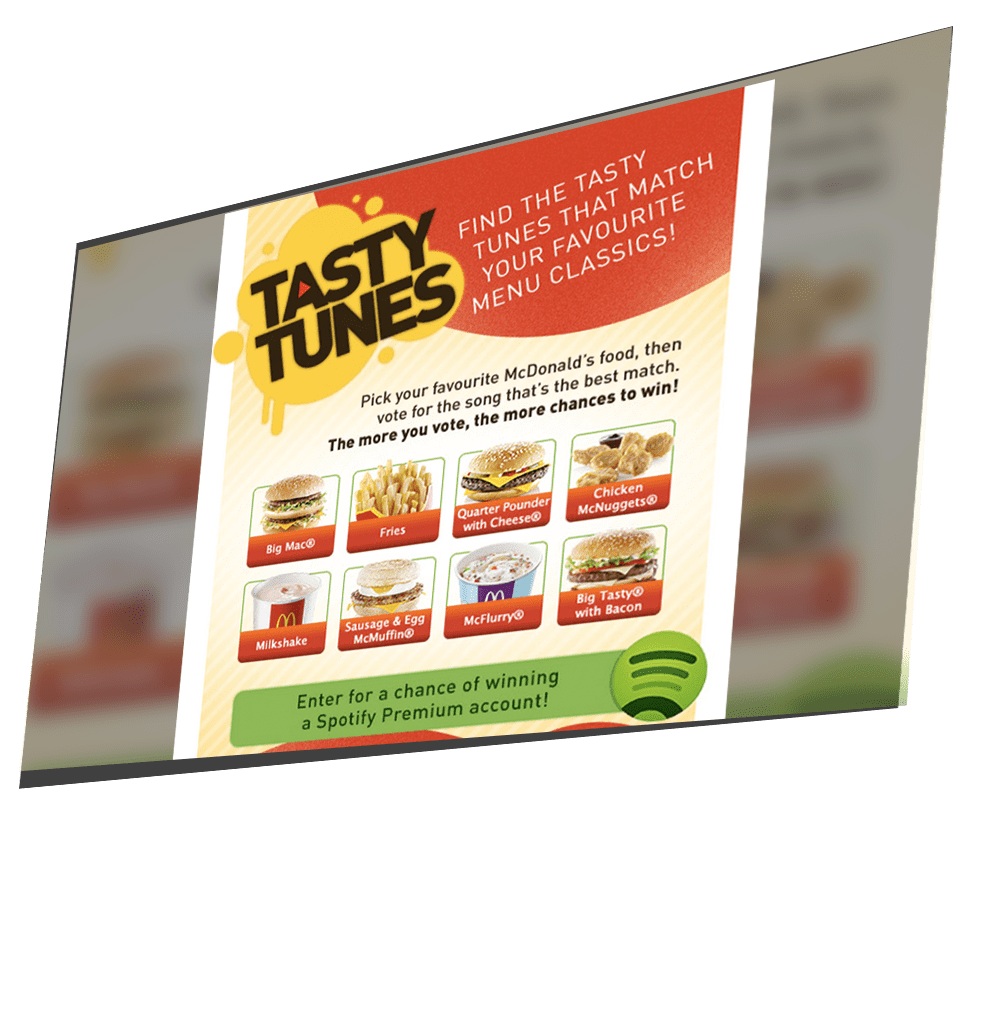 TASTY
TUNES
FIND THE TASTY
TUNES THAT MATCH
YOUR FAVOURITE
MENU CLASSICS!
Pick your favourite McDonald's food, then
vote for the song that's the best match.
The more you vote, the more chances to win!
Big Mac®
Fries
Quarter Pounder
with Cheese®
Chicken
McNuggets®
Milkshake
Sausage & Egg
McMuffin®
McFlurry®
Big Tasty®
with Bacon
Enter for a chance of winning
a Spotify Premium account!